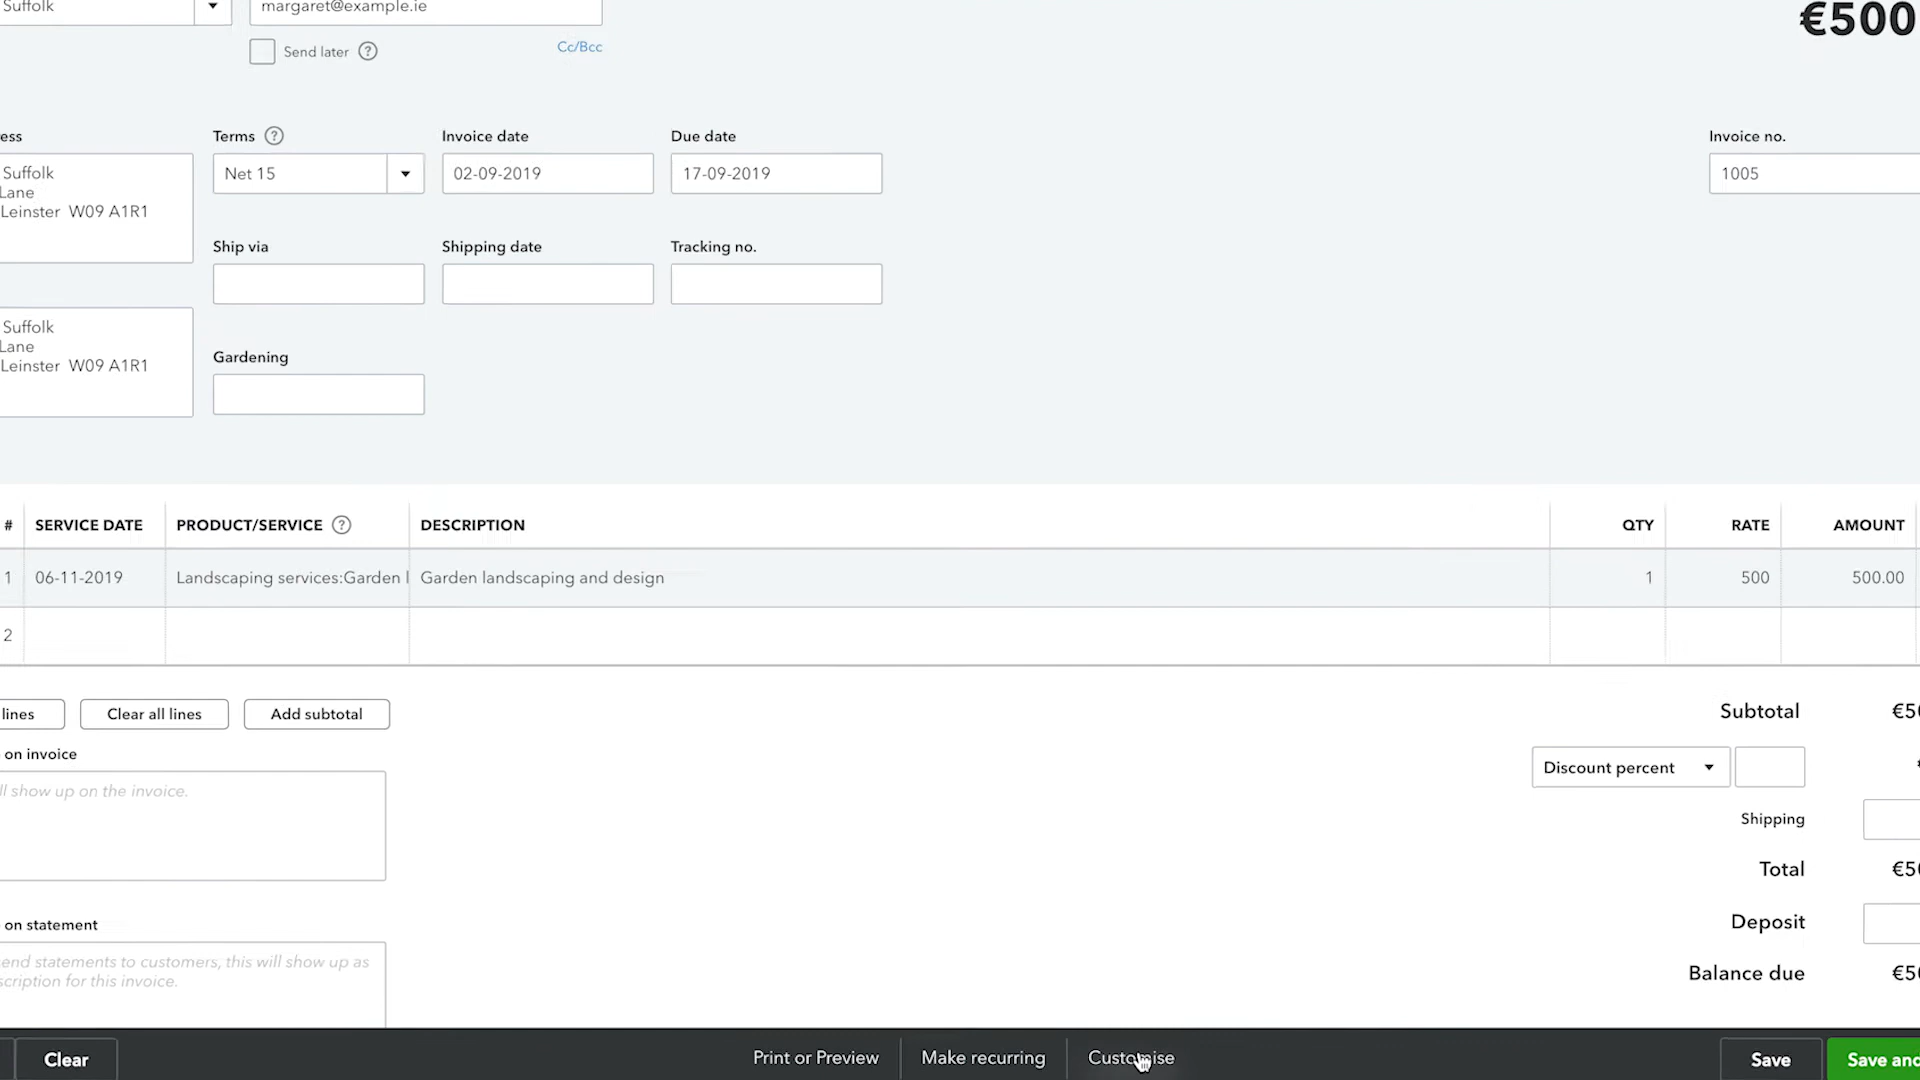 Suffolk
margaret@example.ie
€500
Send later ?
Cc/Bcc
ess
Terms ?
Invoice date
Due date
Invoice no.
Suffolk
Lane
Leinster W09 A1R1
Net 15
02-09-2019
17-09-2019
1005
Ship via
Shipping date
Tracking no.
Suffolk
Lane
Leinster W09 A1R1
Gardening
# SERVICE DATE PRODUCT/SERVICE ? DESCRIPTION QTY RATE AMOUNT
1 06-11-2019 Landscaping services:Garden l Garden landscaping and design 1 500 500.00
2
lines
Clear all lines
Add subtotal
Subtotal €50
on invoice
ll show up on the invoice.
Discount percent
Shipping
Total €50
on statement
Deposit
end statements to customers, this will show up as
scription for this invoice.
Balance due €50
Clear
Print or Preview
Make recurring
Customise
Save
Save and